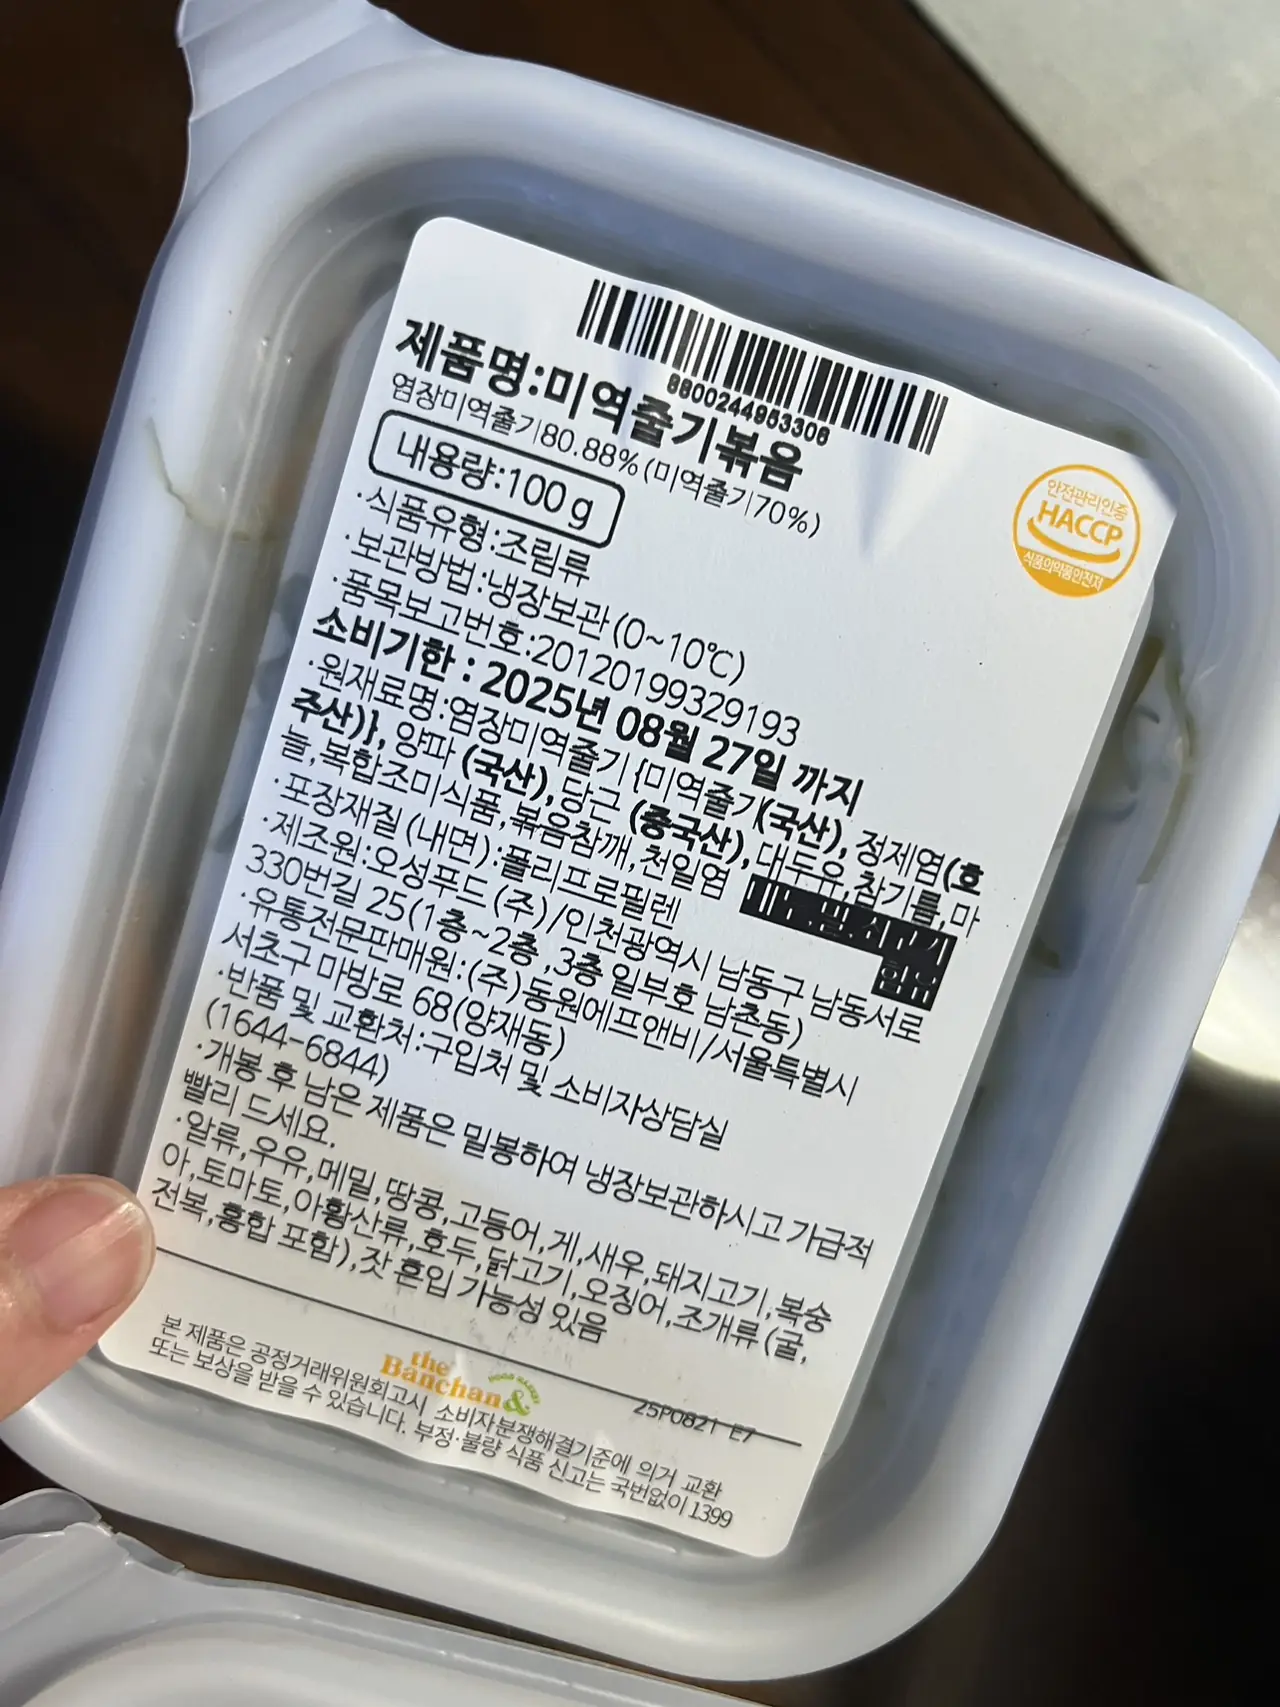 8800244953306
제품명:미역줄기볶음
염장미역줄기80.88%(미역줄기70%)
내용량:100g
안전관리인증
HACCP
식품의약품안전처
·식품유형:조림류
·보관방법:냉장보관(0~10℃)
·품목보고번호:20120199329193
소비기한 : 2025년 08월 27일 까지
·원재료명:염장미역줄기{미역줄기(국산), 정제염(호
주산)}, 양파(국산), 당근(중국산), 대두유,참기름,마
늘,복합조미식품,볶음참깨,천일염
함유
·포장재질(내면):폴리프로필렌
·제조원:오성푸드(주)/인천광역시 남동구 남동서로
330번길 25(1층~2층,3층 일부호 남촌동)
·유통전문판매원:(주)동원에프앤비/서울특별시
서초구 마방로 68(양재동)
·반품 및 교환처:구입처 및 소비자상담실
(1644-6844)
·개봉 후 남은 제품은 밀봉하여 냉장보관하시고 가급적
빨리 드세요.
·알류,우유,메밀,땅콩,고등어,게,새우,돼지고기,복숭
아,토마토,아황산류,호두,닭고기,오징어,조개류(굴,
전복,홍합 포함),잣 혼입 가능성 있음
the
Banchan&
25P0821 E7
본 제품은 공정거래위원회고시 소비자분쟁해결기준에 의거 교환
또는 보상을 받을 수 있습니다. 부정·불량 식품 신고는 국번없이 1399